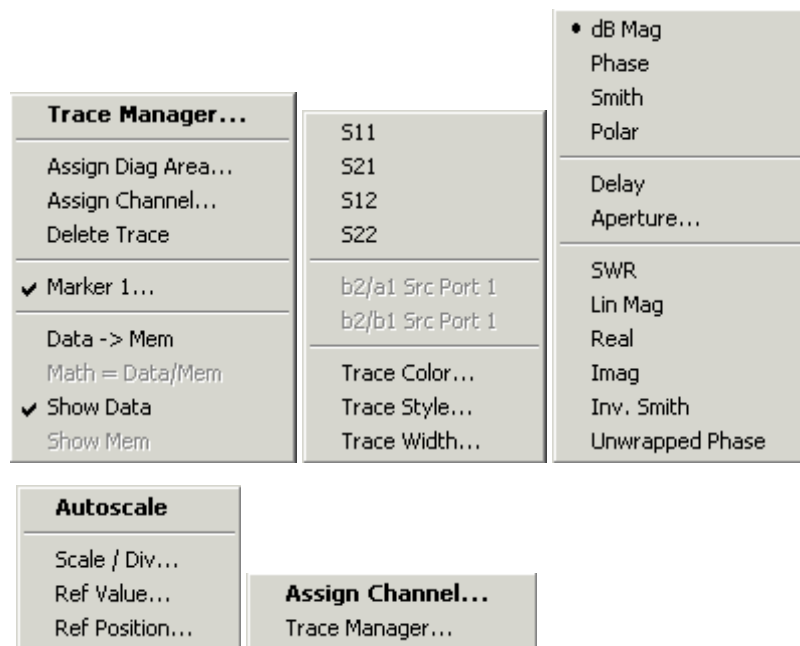 Trace Manager...
Assign Diag Area...
Assign Channel...
Delete Trace
Marker 1...
Data -> Mem
Math = Data/Mem
Show Data
Show Mem
S11
S21
S12
S22
b2/a1 Src Port 1
b2/b1 Src Port 1
Trace Color...
Trace Style...
Trace Width...
dB Mag
Phase
Smith
Polar
Delay
Aperture...
SWR
Lin Mag
Real
Imag
Inv. Smith
Unwrapped Phase
Autoscale
Scale / Div...
Ref Value...
Ref Position...
Assign Channel...
Trace Manager...